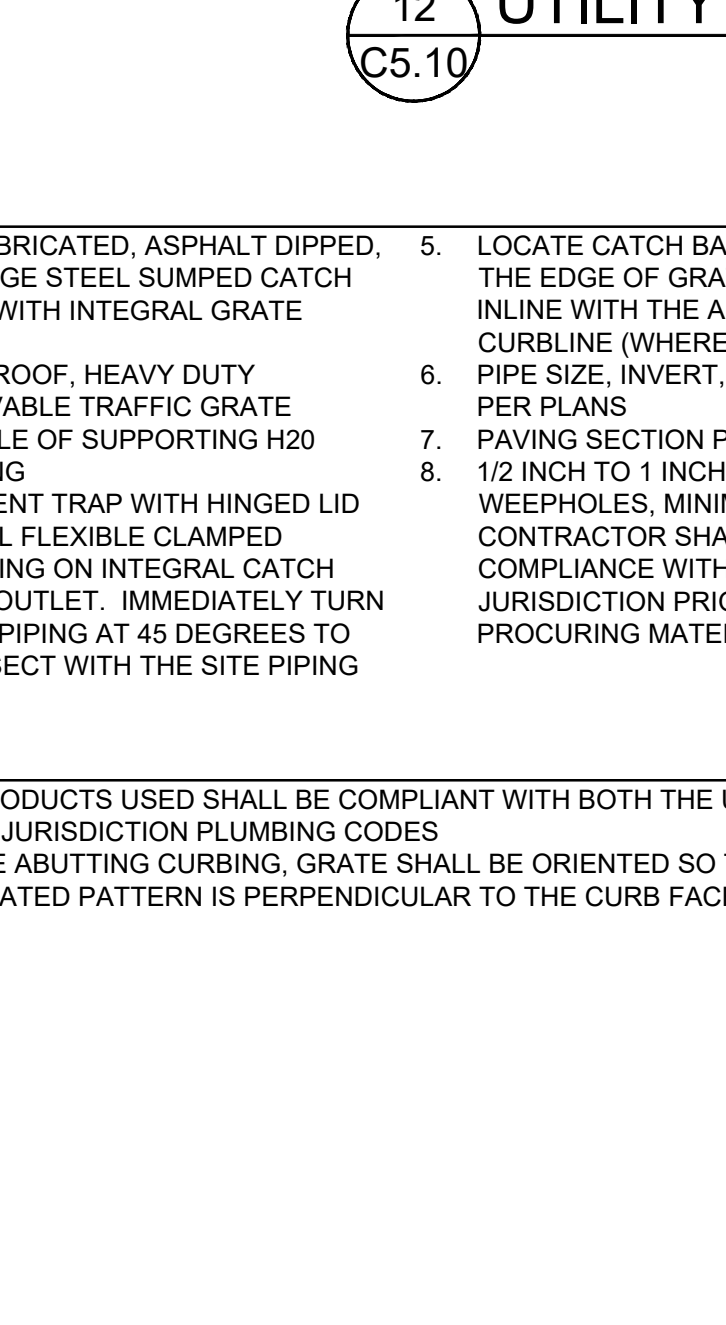 12
UTILITY
C5.10
BRICATED, ASPHALT DIPPED,
GE STEEL SUMPED CATCH
WITH INTEGRAL GRATE
ROOF, HEAVY DUTY
VABLE TRAFFIC GRATE
LE OF SUPPORTING H20
NG
ENT TRAP WITH HINGED LID
L FLEXIBLE CLAMPED
ING ON INTEGRAL CATCH
OUTLET. IMMEDIATELY TURN
PIPING AT 45 DEGREES TO
SECT WITH THE SITE PIPING
5. LOCATE CATCH BA
THE EDGE OF GRA
INLINE WITH THE A
CURBLINE (WHERE
6. PIPE SIZE, INVERT,
PER PLANS
7. PAVING SECTION P
8. 1/2 INCH TO 1 INCH
WEEPHOLES, MINIM
CONTRACTOR SHA
COMPLIANCE WITH
JURISDICTION PRIO
PROCURING MATE
ODUCTS USED SHALL BE COMPLIANT WITH BOTH THE U
JURISDICTION PLUMBING CODES
E ABUTTING CURBING, GRATE SHALL BE ORIENTED SO T
ATED PATTERN IS PERPENDICULAR TO THE CURB FAC